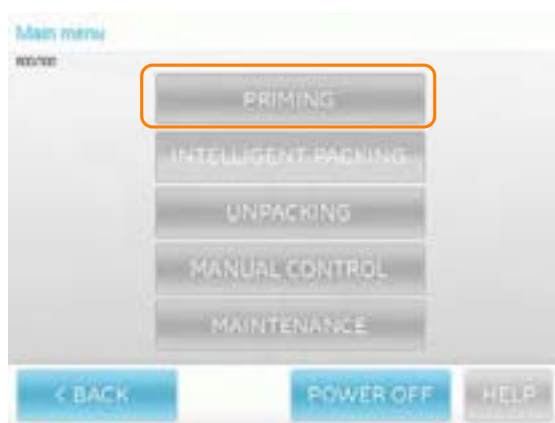 Main menu
PRIMING
INTELLIGENT PACKING
UNPACKING
MANUAL CONTROL
MAINTENANCE
< BACK
POWER OFF
HELP